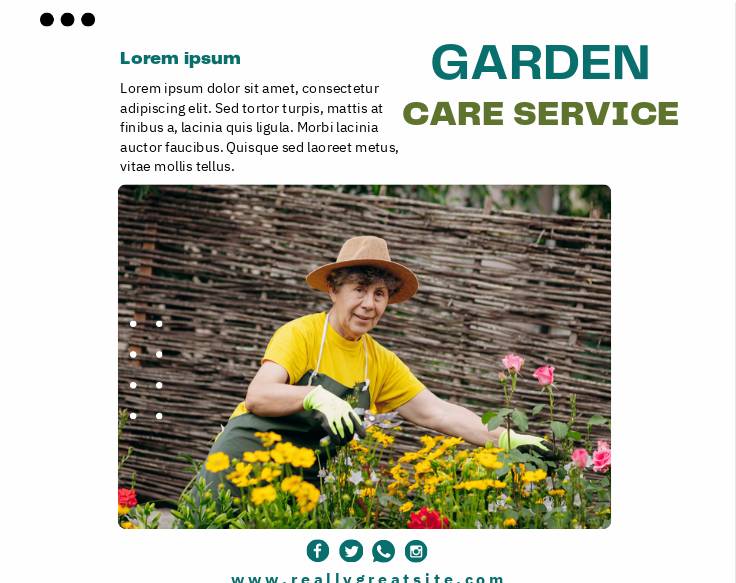 Lorem ipsum
Lorem ipsum dolor sit amet, consectetur
adipiscing elit. Sed tortor turpis, mattis at
finibus a, lacinia quis ligula. Morbi lacinia
auctor faucibus. Quisque sed laoreet metus,
vitae mollis tellus.
GARDEN
CARE SERVICE
www.reallygreatsite.com